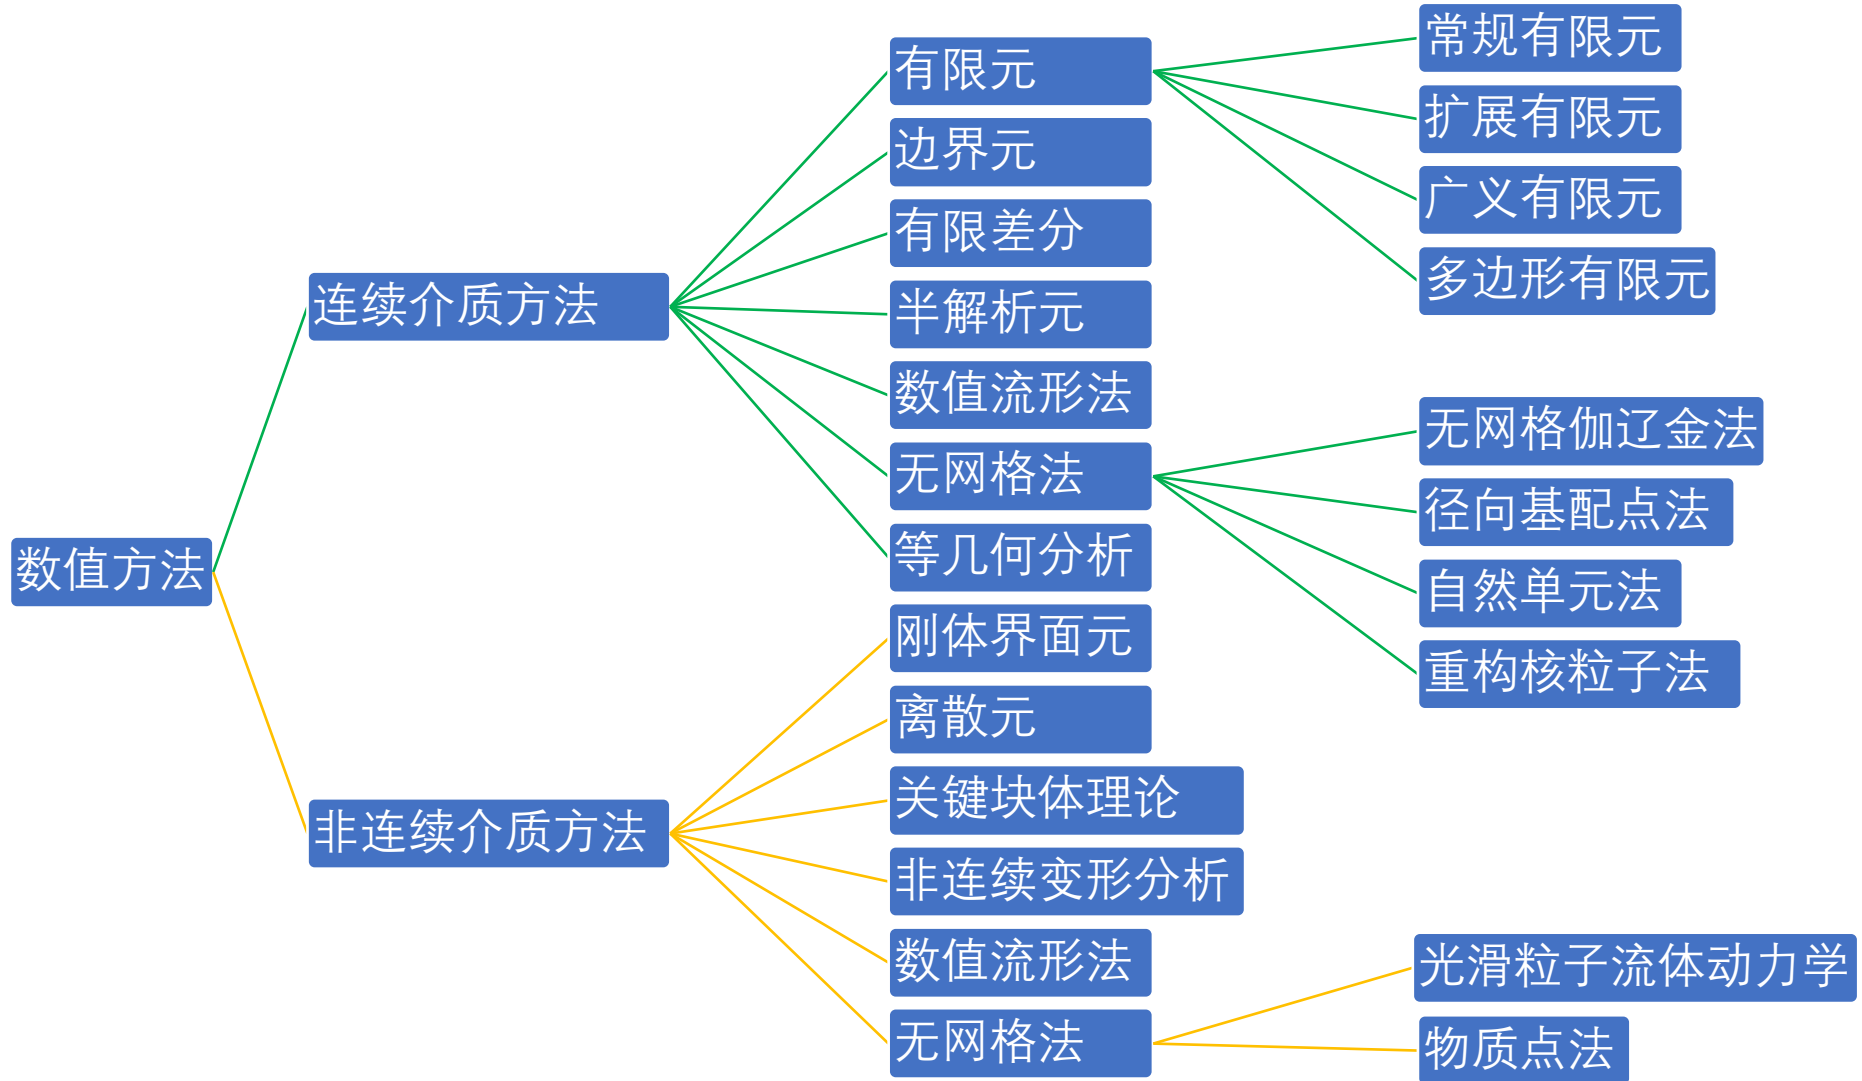 数值方法
连续介质方法
有限元
常规有限元
扩展有限元
广义有限元
多边形有限元
边界元
有限差分
半解析元
数值流形法
无网格法
无网格伽辽金法
径向基配点法
自然单元法
重构核粒子法
等几何分析
非连续介质方法
刚体界面元
离散元
关键块体理论
非连续变形分析
数值流形法
无网格法
光滑粒子流体动力学
物质点法